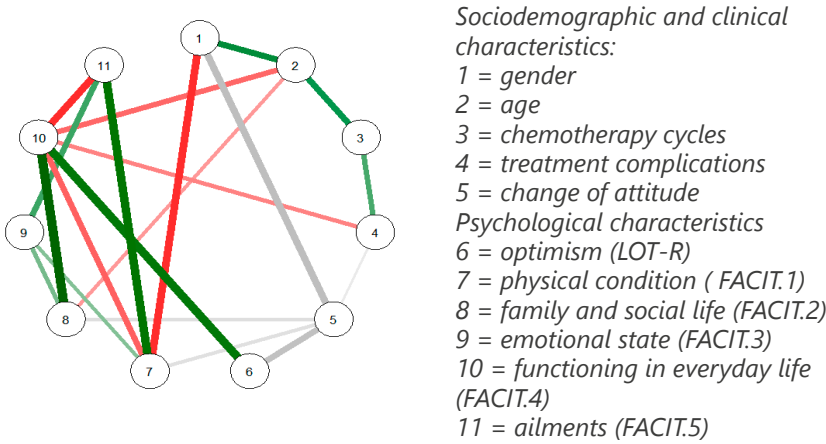 1
2
3
4
5
6
7
8
9
10
11
Sociodemographic and clinical
characteristics:
1 = gender
2 = age
3 = chemotherapy cycles
4 = treatment complications
5 = change of attitude
Psychological characteristics
6 = optimism (LOT-R)
7 = physical condition ( FACIT.1)
8 = family and social life (FACIT.2)
9 = emotional state (FACIT.3)
10 = functioning in everyday life
(FACIT.4)
11 = ailments (FACIT.5)